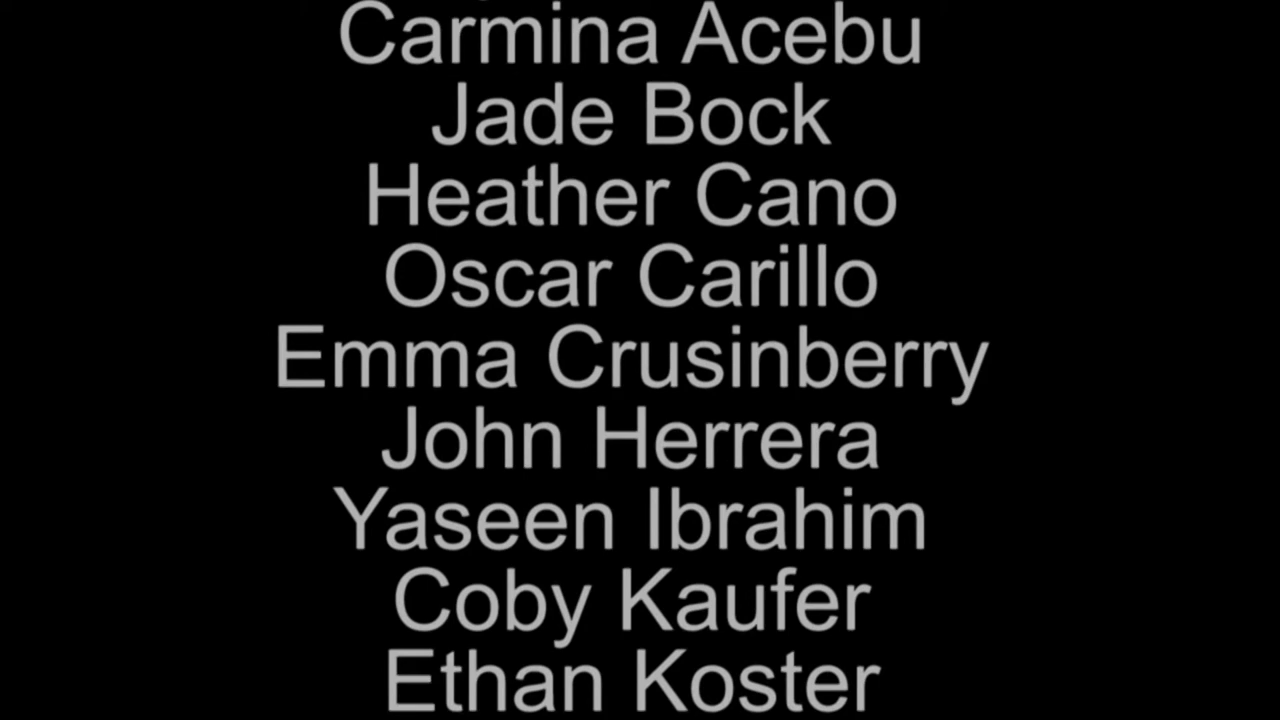 Carmina Acebu
Jade Bock
Heather Cano
Oscar Carillo
Emma Crusinberry
John Herrera
Yaseen Ibrahim
Coby Kaufer
Ethan Koster